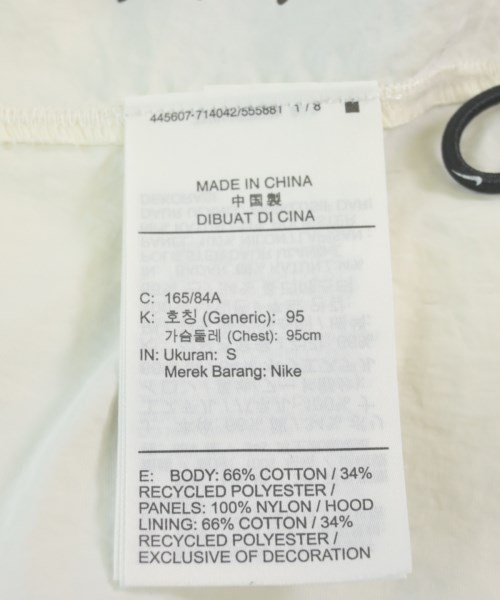 445607-714042/555881 1 / 8
MADE IN CHINA
中国製
DIBUAT DI CINA
C: 165/84A
K: 호칭 (Generic): 95
가슴둘레 (Chest): 95cm
IN: Ukuran: S
Merek Barang: Nike
E: BODY: 66% COTTON / 34%
RECYCLED POLYESTER /
PANELS: 100% NYLON / HOOD
LINING: 66% COTTON / 34%
RECYCLED POLYESTER /
EXCLUSIVE OF DECORATION